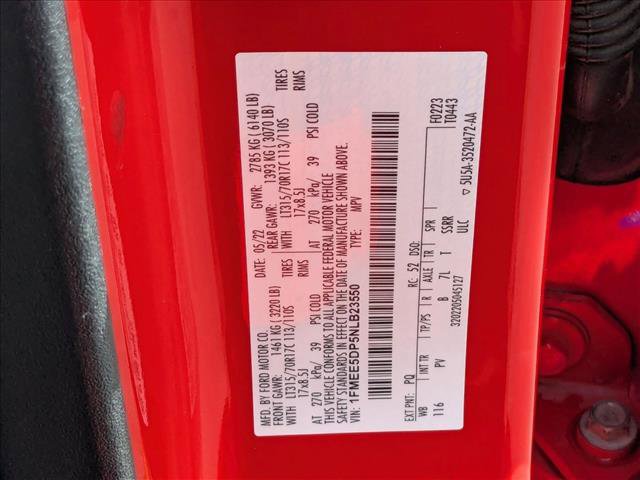 MFD. BY FORD MOTOR CO.
DATE: 05/22 GVWR: 2785 KG ( 6140 LB)
FRONT GAWR: 1461 KG ( 3220 LB) REAR GAWR: 1393 KG ( 3070 LB)
LT315/70R17C 113/110S TIRES WITH LT315/70R17C 113/110S TIRES
17x8.5J RIMS 17x8.5J RIMS
AT 270 kPa/ 39 PSI COLD AT 270 kPa/ 39 PSI COLD
THIS VEHICLE CONFORMS TO ALL APPLICABLE FEDERAL MOTOR VEHICLE
SAFETY STANDARDS IN EFFECT ON THE DATE OF MANUFACTURE SHOWN ABOVE.
VIN: 1FMEE5DP5NLB23550 TYPE: MPV
F0223
T0443
EXT PNT: PQ RC: 52 DSO:
WB INT TR TP/PS R AXLE TR SPR
116 PV B 7L T SSRR
ULC
3202205045127
▽ 5U5A-3520472-AA